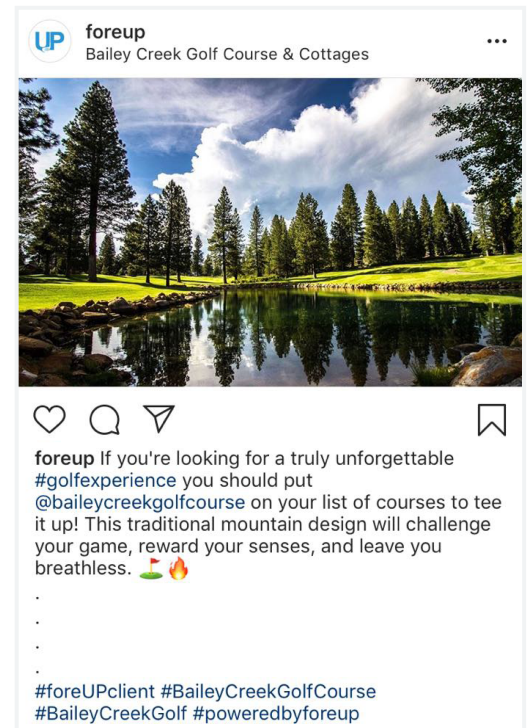 UP
foreup
Bailey Creek Golf Course & Cottages
foreup If you're looking for a truly unforgettable
#golfexperience you should put
@baileycreekgolfcourse on your list of courses to tee
it up! This traditional mountain design will challenge
your game, reward your senses, and leave you
breathless. ⛳🔥
.
.
.
.
#foreUPclient #BaileyCreekGolfCourse
#BaileyCreekGolf #poweredbyforeup